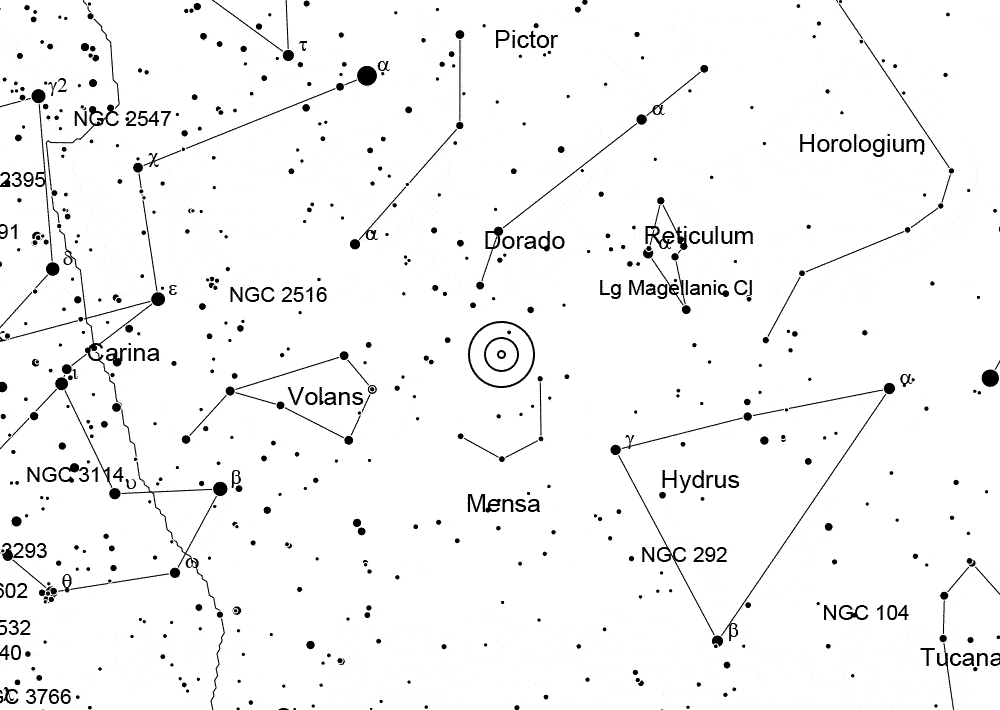 Pictor
τ
α
γ2
α
NGC 2547
Horologium
χ
2395
91
α
Dorado
Reticulum
α
δ
ε
NGC 2516
Lg Magellanic Cl
Carina
ι
α
Volans
γ
NGC 3114
υ
β
Hydrus
Mensa
3293
ω
NGC 292
θ
602
NGC 104
532
β
40
Tucana
GC 3766